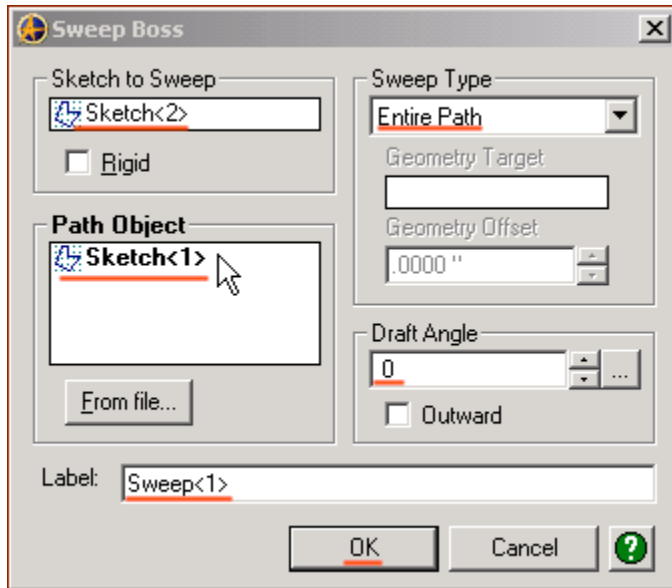 Sweep Boss
Sketch to Sweep
Sketch<2>
Rigid
Path Object
Sketch<1>
From file...
Sweep Type
Entire Path
Geometry Target
Geometry Offset
.0000 "
Draft Angle
0
...
Outward
Label:
Sweep<1>
OK
Cancel
?